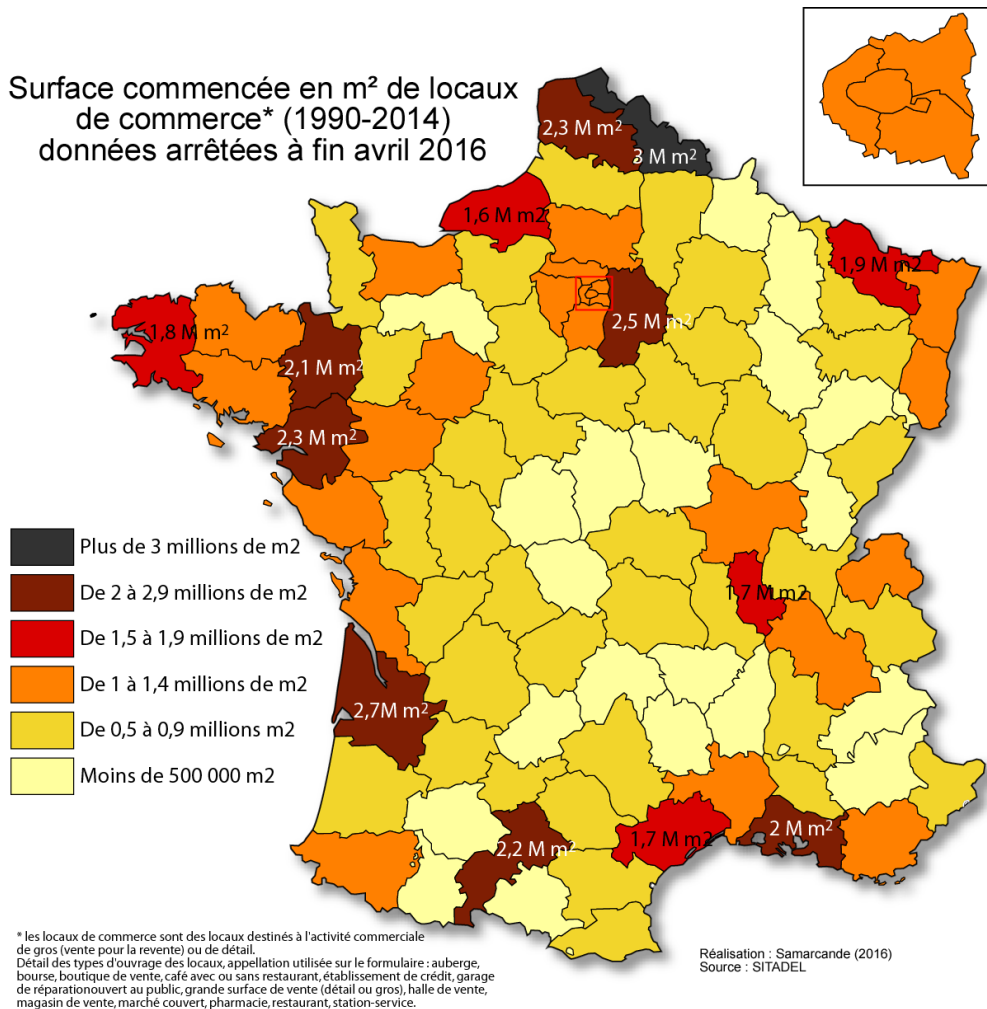 Surface commencée en m² de locaux
de commerce* (1990-2014)
données arrêtées à fin avril 2016
2,3 M m²
3 M m²
1,6 M m2
1,9 M m2
2,5 M m²
1,8 M m²
2,1 M m²
2,3 M m²
1,7 M m2
2,7M m²
2 M m²
1,7 M m2
2,2 M m²
Plus de 3 millions de m2
De 2 à 2,9 millions de m2
De 1,5 à 1,9 millions de m2
De 1 à 1,4 millions de m2
De 0,5 à 0,9 millions m2
Moins de 500 000 m2
* les locaux de commerce sont des locaux destinés à l'activité commerciale
de gros (vente pour la revente) ou de détail.
Détail des types d'ouvrage des locaux, appellation utilisée sur le formulaire : auberge,
bourse, boutique de vente, café avec ou sans restaurant, établissement de crédit, garage
de réparationouvert au public, grande surface de vente (détail ou gros), halle de vente,
magasin de vente, marché couvert, pharmacie, restaurant, station-service.
Réalisation : Samarcande (2016)
Source : SITADEL